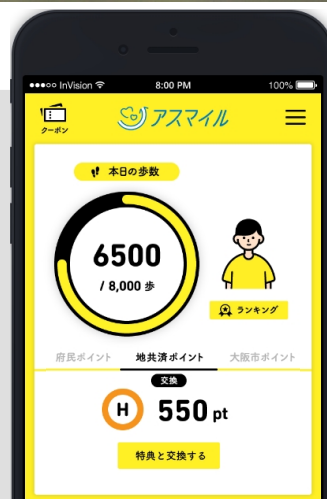 InVision 8:00 PM 100%
クーポン
アスマイル
本日の歩数
6500
/ 8,000 歩
ランキング
府民ポイント 地共済ポイント 大阪市ポイント
交換
H 550 pt
特典と交換する